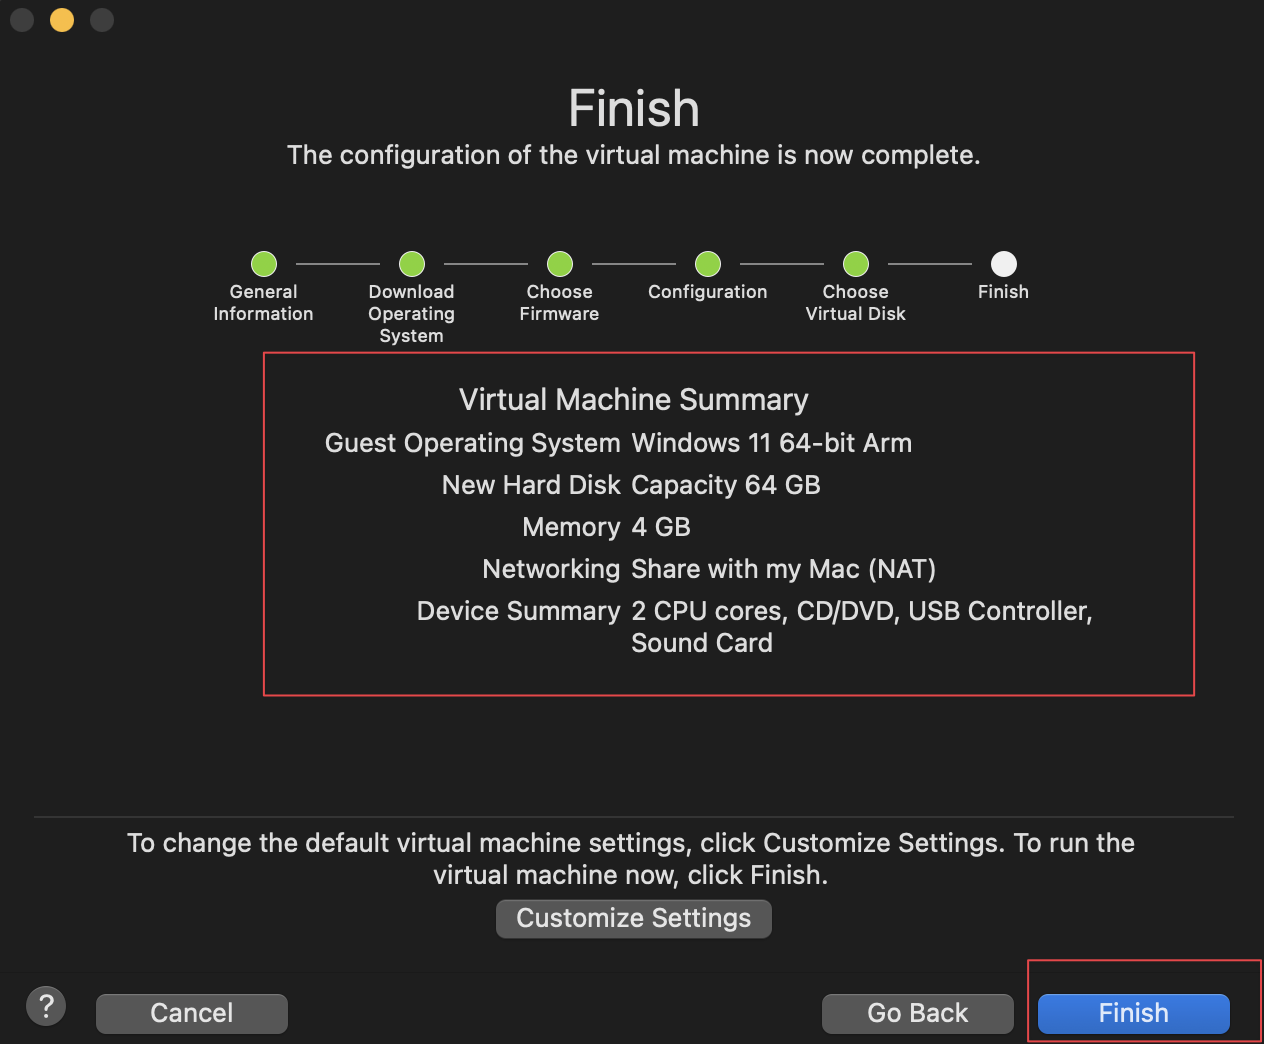 Finish
The configuration of the virtual machine is now complete.
General
Information
Download
Operating
System
Choose
Firmware
Configuration
Choose
Virtual Disk
Finish
Virtual Machine Summary
Guest Operating System Windows 11 64-bit Arm
New Hard Disk Capacity 64 GB
Memory 4 GB
Networking Share with my Mac (NAT)
Device Summary 2 CPU cores, CD/DVD, USB Controller,
Sound Card
To change the default virtual machine settings, click Customize Settings. To run the
virtual machine now, click Finish.
Customize Settings
? Cancel Go Back Finish